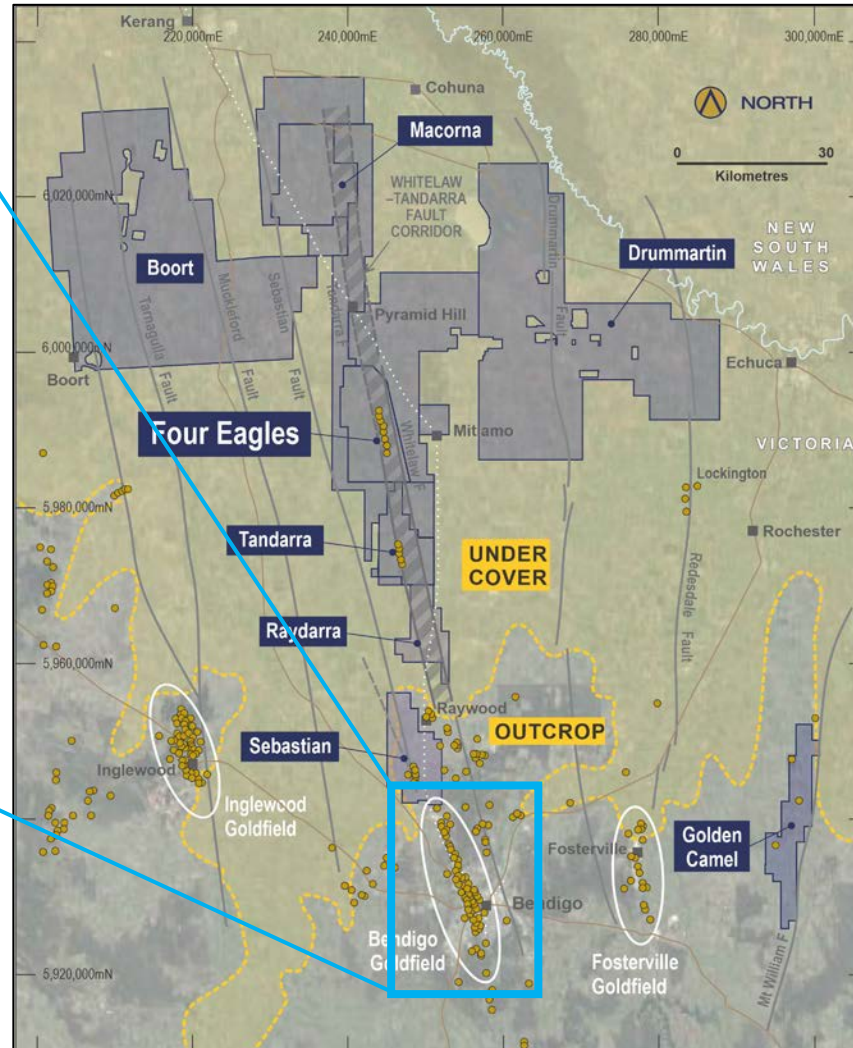 Kerang
220,000mE
240,000mE
260,000mE
280,000mE
300,000mE
Cohuna
NORTH
Macorna
0
30
Kilometres
6,020,000mN
WHITELAW
-TANDARRA
FAULT
CORRIDOR
Drummartin
Fault
NEW
SOUTH
WALES
Drummartin
Boort
Tarnagulla
Fault
Muckleford
Fault
Sebastian
Fault
Tandarra F
Pyramid Hill
6,000,000mN
Boort
Echuca
Four Eagles
Whitelaw F
Mitiamo
VICTORIA
Lockington
5,980,000mN
Rochester
Tandarra
UNDER
COVER
Redesdale
Fault
Raydarra
5,960,000mN
Raywood
OUTCROP
Sebastian
Inglewood
Inglewood
Goldfield
Fosterville
Golden
Camel
Bendigo
Bendigo
Goldfield
Fosterville
Goldfield
5,920,000mN
Mt William F